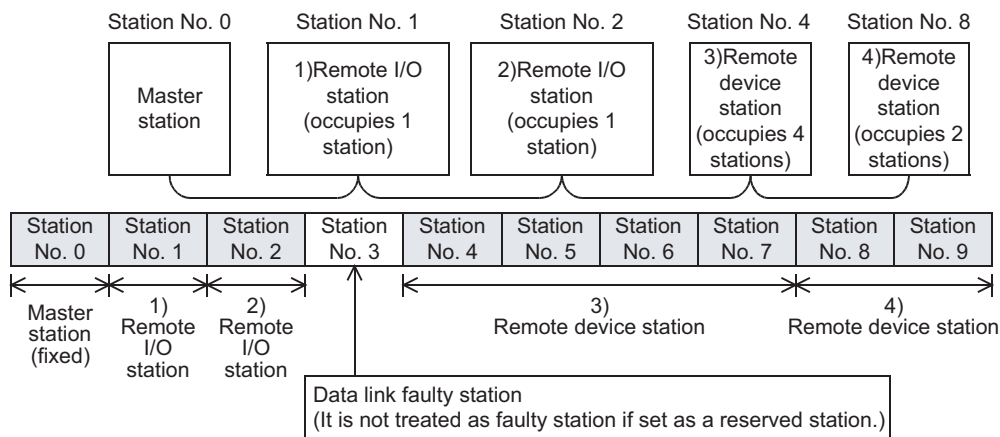 Station No. 0
Station No. 1
Station No. 2
Station No. 4
Station No. 8
Master
station
1)Remote I/O
station
(occupies 1
station)
2)Remote I/O
station
(occupies 1
station)
3)Remote
device
station
(occupies 4
stations)
4)Remote
device
station
(occupies 2
stations)
Station
No. 0
Station
No. 1
Station
No. 2
Station
No. 3
Station
No. 4
Station
No. 5
Station
No. 6
Station
No. 7
Station
No. 8
Station
No. 9
Master
station
(fixed)
1)
Remote
I/O
station
2)
Remote
I/O
station
3)
Remote device station
4)
Remote device station
Data link faulty station
(It is not treated as faulty station if set as a reserved station.)